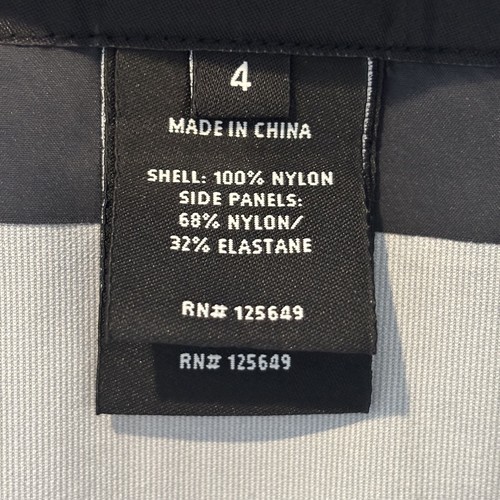 4
MADE IN CHINA
SHELL: 100% NYLON
SIDE PANELS:
68% NYLON/
32% ELASTANE
RN# 125649
RN# 125649